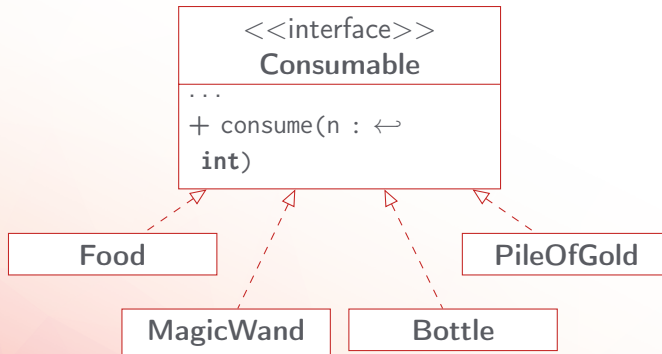 <<interface>>
Consumable
...
+ consume(n : ↩
int)
Food
PileOfGold
MagicWand
Bottle